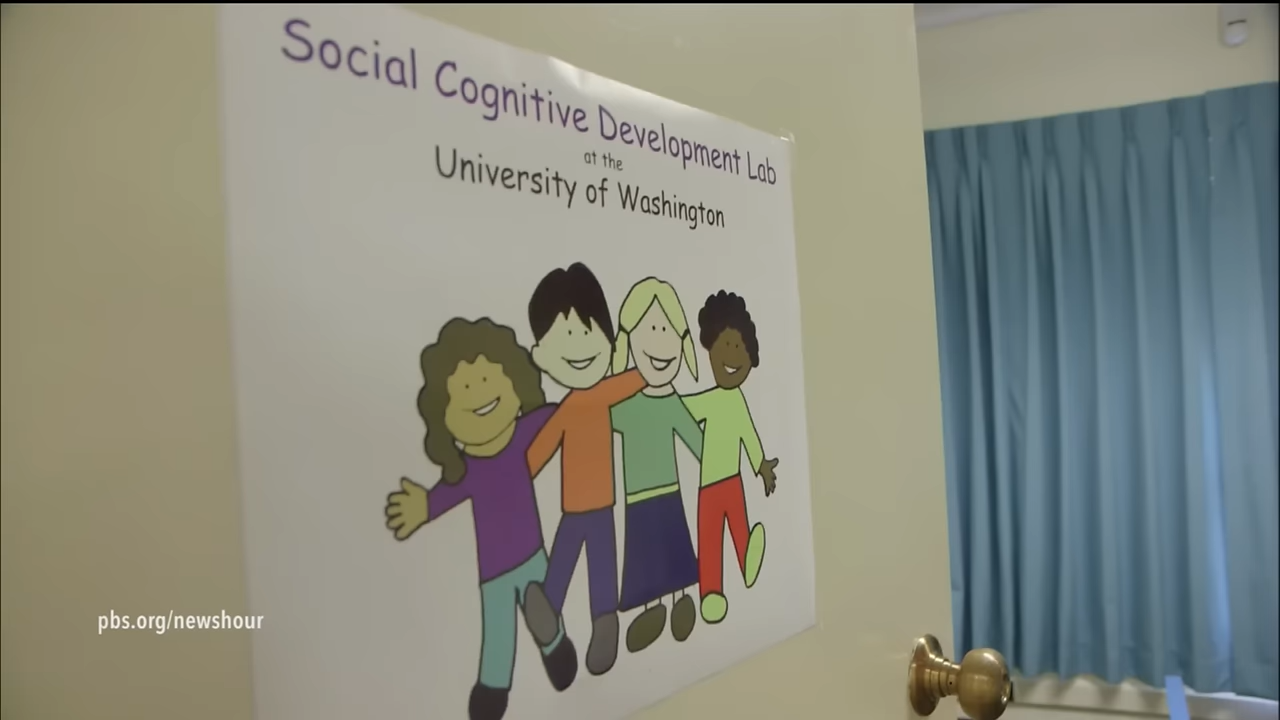 Social Cognitive Development Lab
at the
University of Washington
pbs.org/newshour